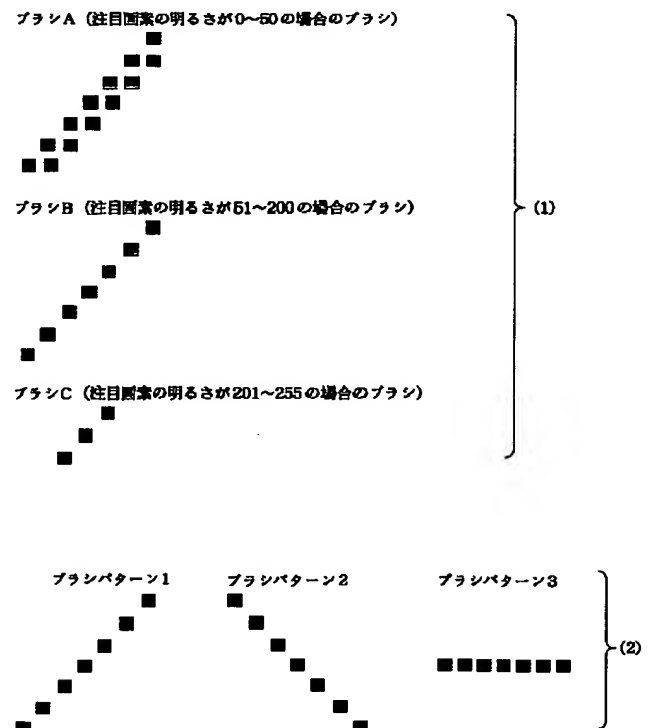 ブラシA（注目画素の明るさが0～50の場合のブラシ）
ブラシB（注目画素の明るさが51～200の場合のブラシ）
(1)
ブラシC（注目画素の明るさが201～255の場合のブラシ）
ブラシパターン1 ブラシパターン2 ブラシパターン3
(2)